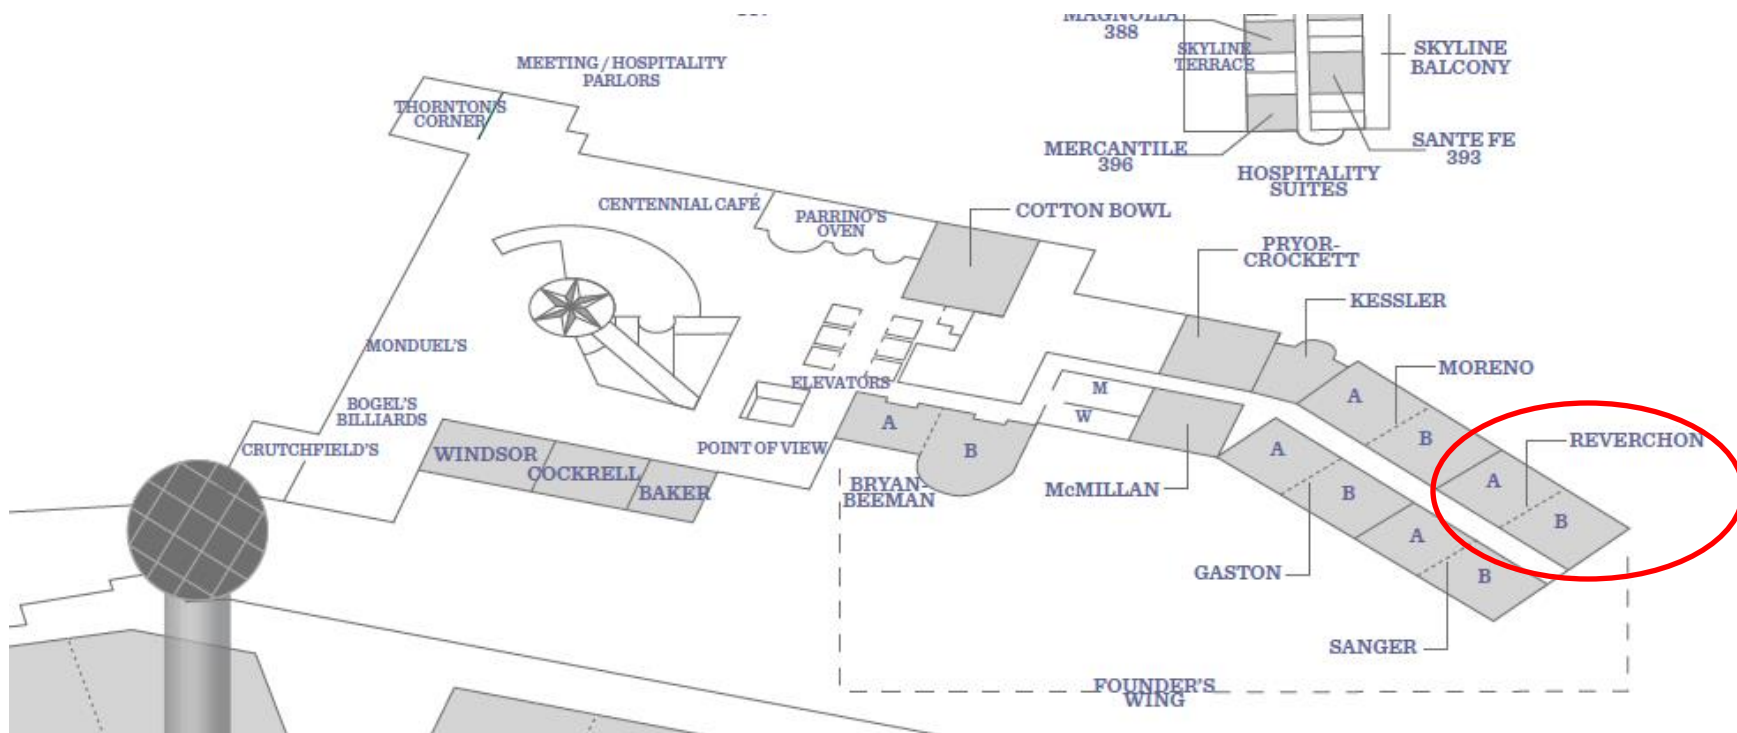 MAGNOLIA
388
SKYLINE
TERRACE
SKYLINE
BALCONY
MERCANTILE
396
SANTE FE
393
HOSPITALITY
SUITES
MEETING / HOSPITALITY
PARLORS
THORNTON'S
CORNER
CENTENNIAL CAFÉ
PARRINO'S
OVEN
COTTON BOWL
PRYOR-
CROCKETT
KESSLER
MONDUEL'S
ELEVATORS
M
W
MORENO
A
B
BOGEL'S
BILLIARDS
CRUTCHFIELD'S
WINDSOR
COCKRELL
BAKER
POINT OF VIEW
A
B
BRYAN-
BEEMAN
McMILLAN
A
B
GASTON
REVERCHON
A
B
A
B
SANGER
FOUNDER'S
WING